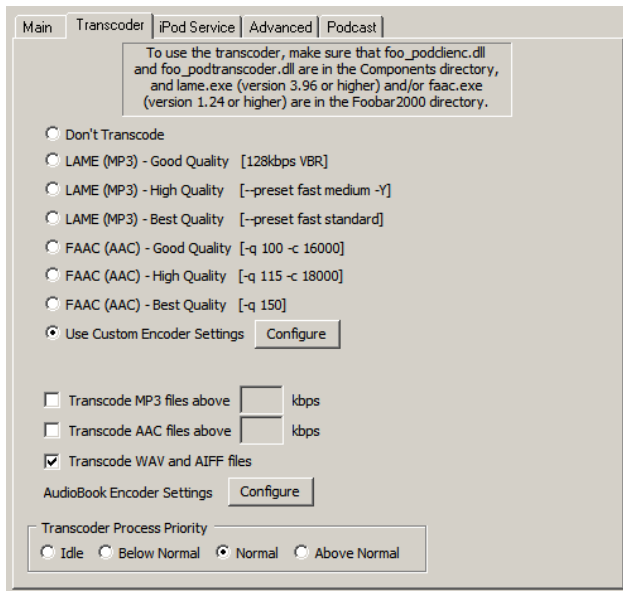 Main Transcoder iPod Service Advanced Podcast
To use the transcoder, make sure that foo_podclienc.dll
and foo_podtranscoder.dll are in the Components directory,
and lame.exe (version 3.96 or higher) and/or faac.exe
(version 1.24 or higher) are in the Foobar2000 directory.
Don't Transcode
LAME (MP3) - Good Quality [128kbps VBR]
LAME (MP3) - High Quality [--preset fast medium -Y]
LAME (MP3) - Best Quality [--preset fast standard]
FAAC (AAC) - Good Quality [-q 100 -c 16000]
FAAC (AAC) - High Quality [-q 115 -c 18000]
FAAC (AAC) - Best Quality [-q 150]
Use Custom Encoder Settings Configure
Transcode MP3 files above kbps
Transcode AAC files above kbps
Transcode WAV and AIFF files
AudioBook Encoder Settings Configure
Transcoder Process Priority
Idle Below Normal Normal Above Normal